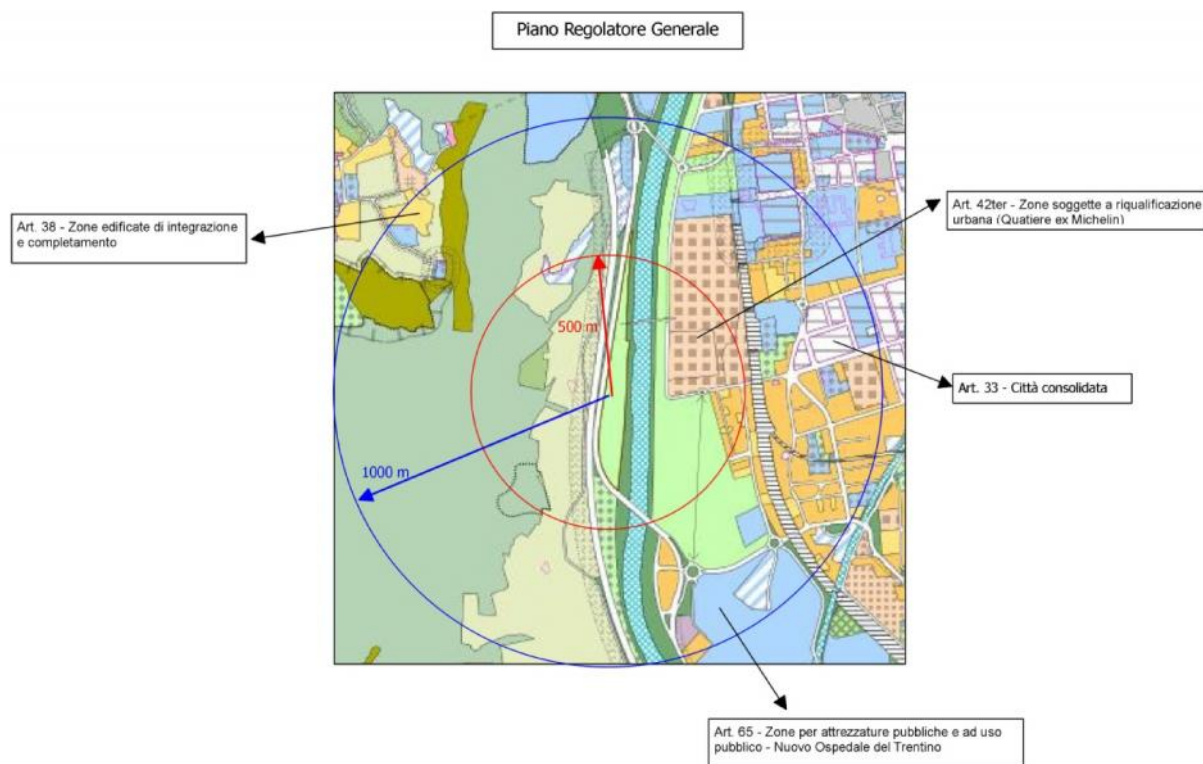 Piano Regolatore Generale
Art. 42ter - Zone soggette a riqualificazione
urbana (Quatiere ex Michelin)
Art. 38 - Zone edificate di integrazione
e completamento
500 m
Art. 33 - Città consolidata
1000 m
Art. 65 - Zone per attrezzature pubbliche e ad uso
pubblico - Nuovo Ospedale del Trentino